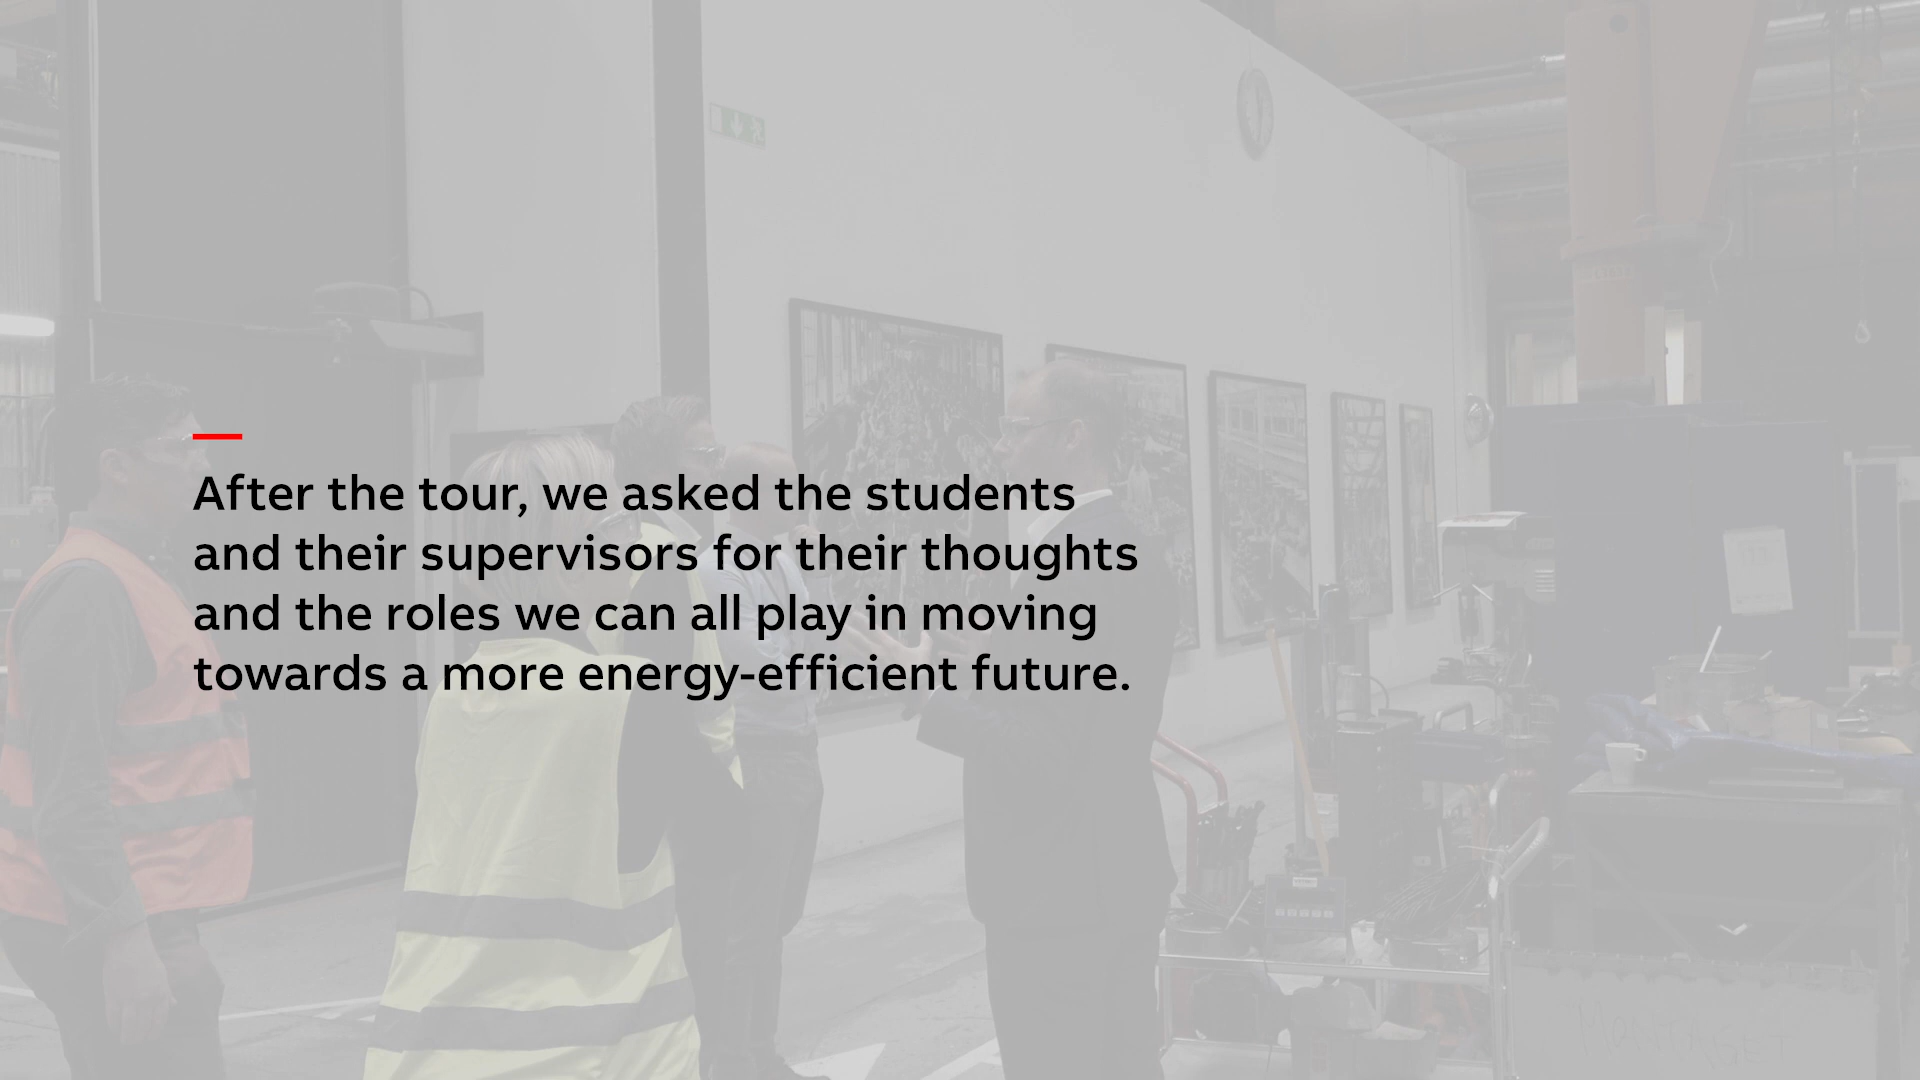 After the tour, we asked the students
and their supervisors for their thoughts
and the roles we can all play in moving
towards a more energy-efficient future.